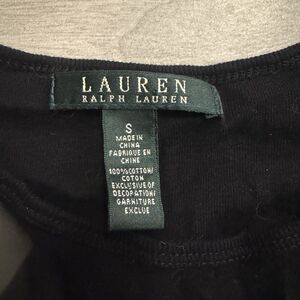 LAUREN
RALPH LAUREN
S
MADE IN
CHINA
FABRIQUE EN
CHINE
100% COTTON/
COTON
EXCLUSIVE OF
DECORATION/
GARNITURE
EXCLUE